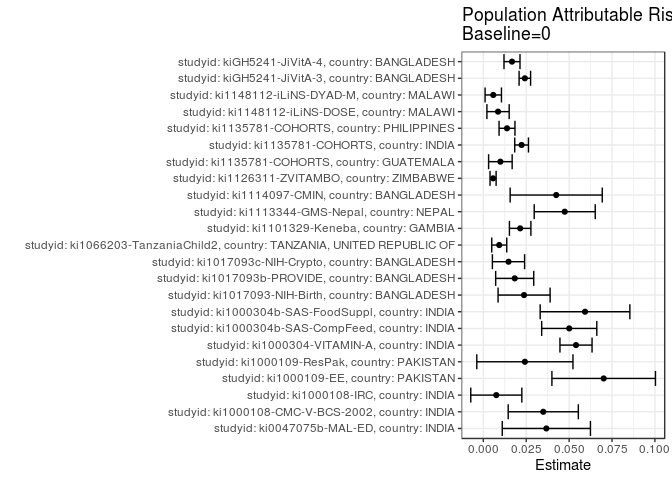 Population Attributable Ris
Baseline=0
studyid: kiGH5241-JiVitA-4, country: BANGLADESH
studyid: kiGH5241-JiVitA-3, country: BANGLADESH
studyid: ki1148112-iLiNS-DYAD-M, country: MALAWI
studyid: ki1148112-iLiNS-DOSE, country: MALAWI
studyid: ki1135781-COHORTS, country: PHILIPPINES
studyid: ki1135781-COHORTS, country: INDIA
studyid: ki1135781-COHORTS, country: GUATEMALA
studyid: ki1126311-ZVITAMBO, country: ZIMBABWE
studyid: ki1114097-CMIN, country: BANGLADESH
studyid: ki1113344-GMS-Nepal, country: NEPAL
studyid: ki1101329-Keneba, country: GAMBIA
studyid: ki1066203-TanzaniaChild2, country: TANZANIA, UNITED REPUBLIC OF
studyid: ki1017093c-NIH-Crypto, country: BANGLADESH
studyid: ki1017093b-PROVIDE, country: BANGLADESH
studyid: ki1017093-NIH-Birth, country: BANGLADESH
studyid: ki1000304b-SAS-FoodSuppl, country: INDIA
studyid: ki1000304b-SAS-CompFeed, country: INDIA
studyid: ki1000304-VITAMIN-A, country: INDIA
studyid: ki1000109-ResPak, country: PAKISTAN
studyid: ki1000109-EE, country: PAKISTAN
studyid: ki1000108-IRC, country: INDIA
studyid: ki1000108-CMC-V-BCS-2002, country: INDIA
studyid: ki0047075b-MAL-ED, country: INDIA
0.000 0.025 0.050 0.075 0.100
Estimate